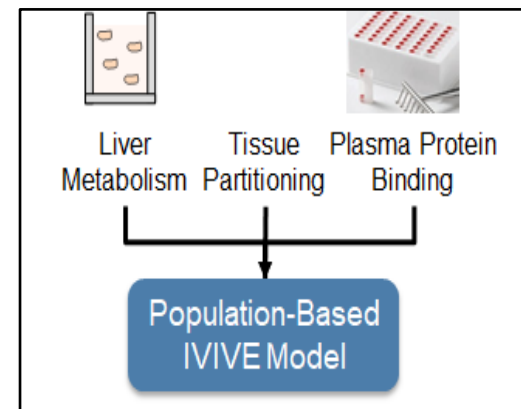 Liver
Metabolism
Tissue
Partitioning
Plasma Protein
Binding
Population-Based
IVIVE Model